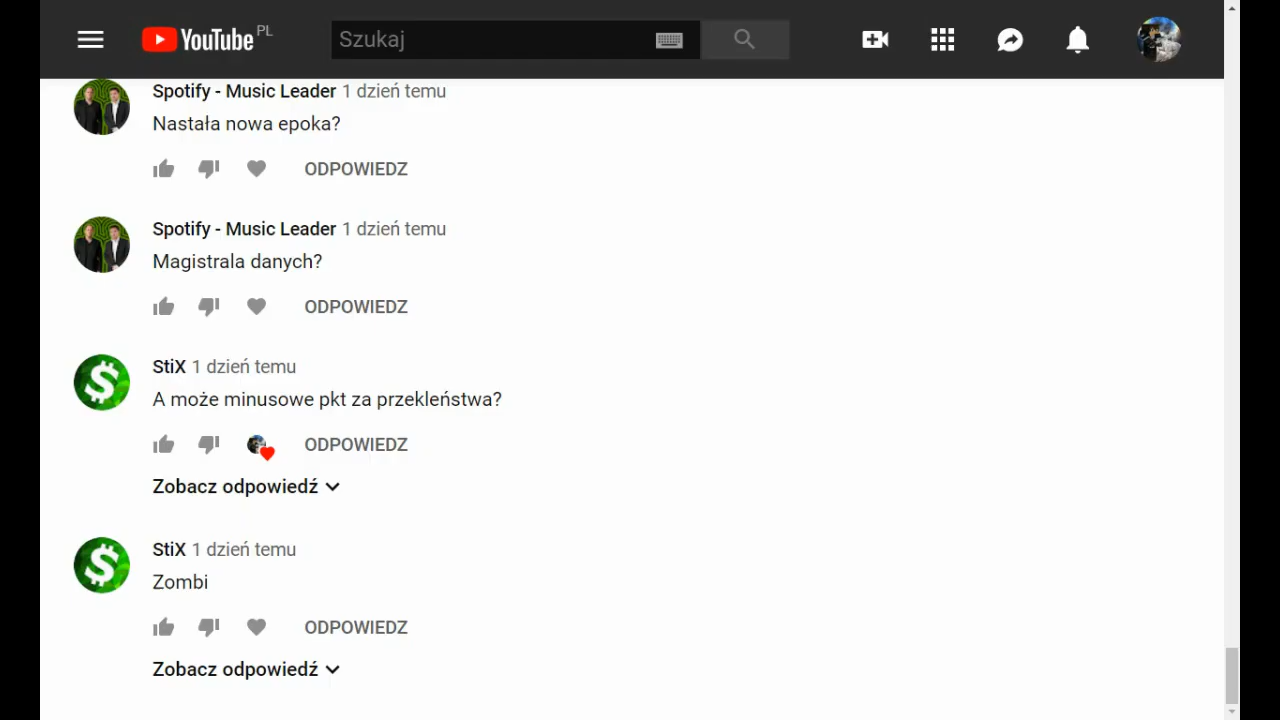 YouTube PL
Szukaj
Spotify - Music Leader 1 dzień temu
Nastała nowa epoka?
ODPOWIEDZ
Spotify - Music Leader 1 dzień temu
Magistrala danych?
ODPOWIEDZ
StiX 1 dzień temu
A może minusowe pkt za przekleństwa?
ODPOWIEDZ
Zobacz odpowiedź
StiX 1 dzień temu
Zombi
ODPOWIEDZ
Zobacz odpowiedź